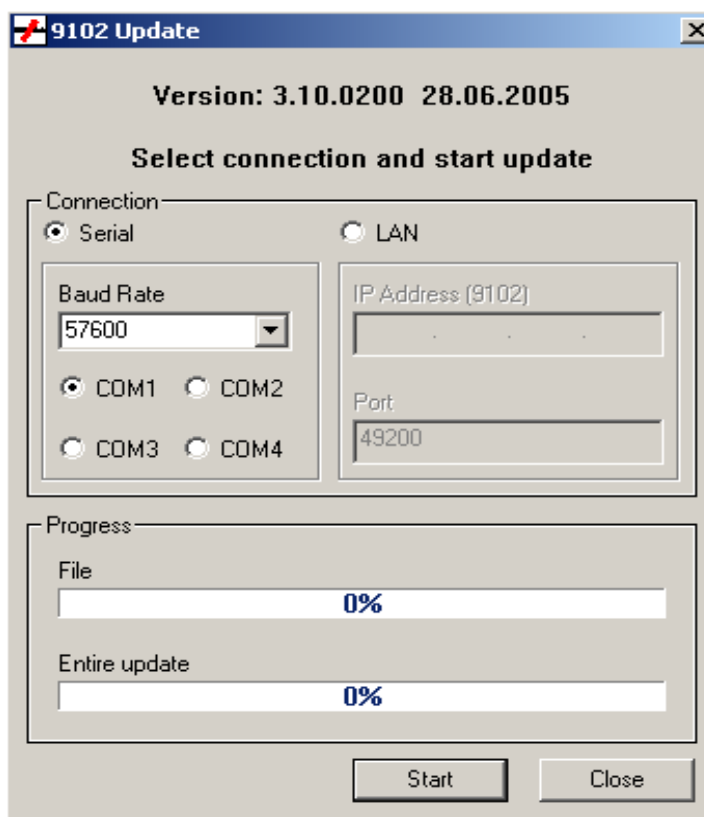 9102 Update
Version: 3.10.0200 28.06.2005
Select connection and start update
Connection
Serial
LAN
Baud Rate
57600
COM1 COM2
COM3 COM4
IP Address (9102)
. . .
Port
49200
Progress
File
0%
Entire update
0%
Start Close